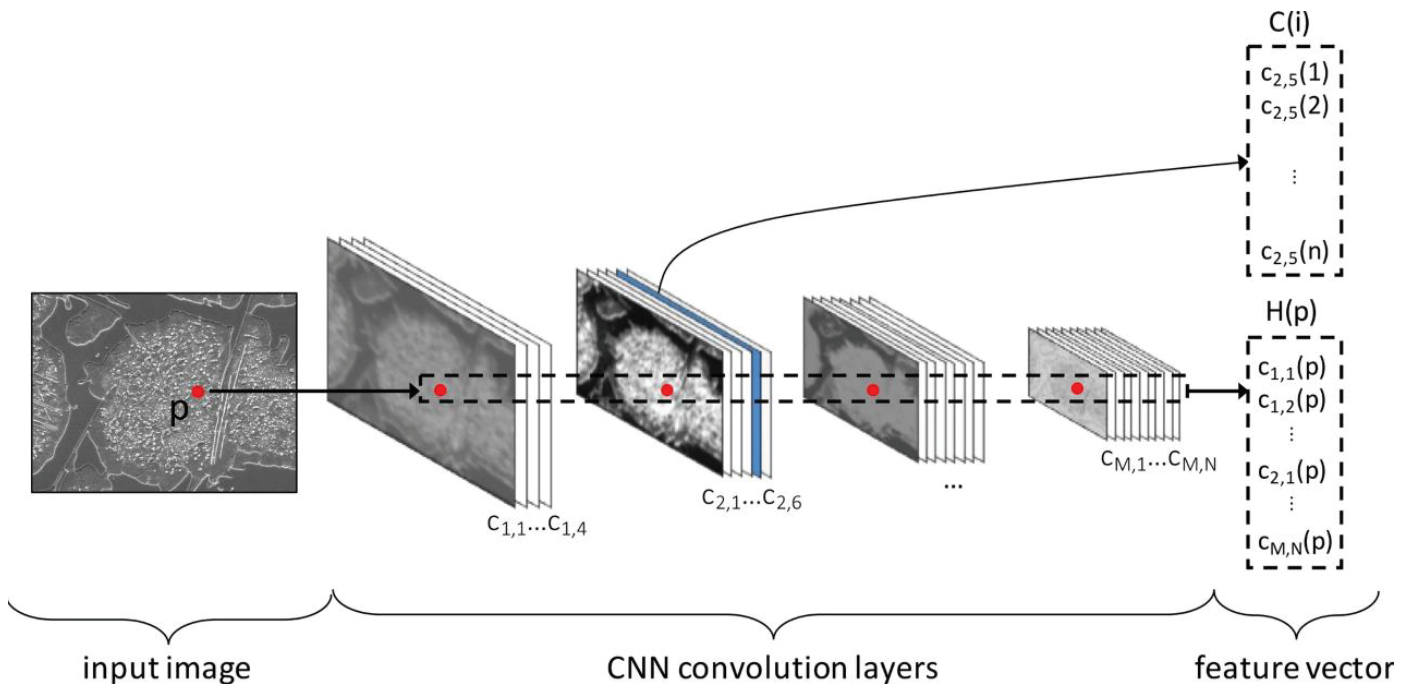 C(i)
c2,5(1)
c2,5(2)
⋮
c2,5(n)
p
H(p)
c1,1(p)
c1,2(p)
⋮
c2,1(p)
⋮
cM,N(p)
c1,1...c1,4
c2,1...c2,6
...
cM,1...cM,N
input image
CNN convolution layers
feature vector